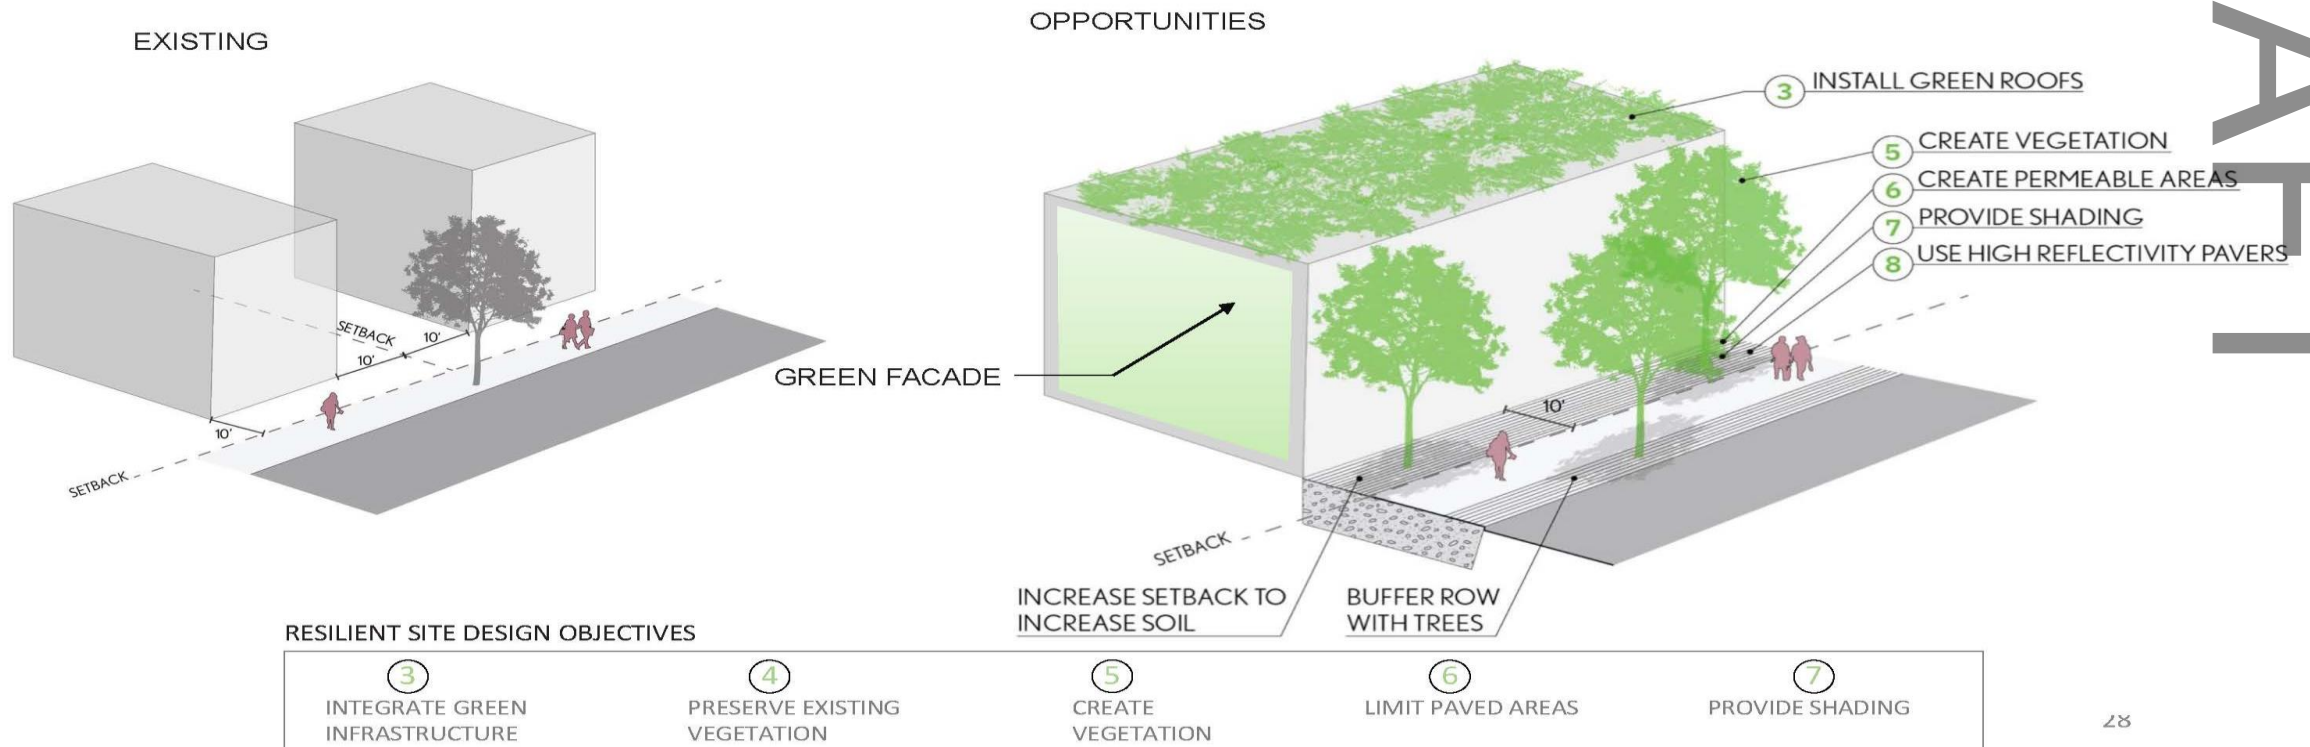 EXISTING
SETBACK
10'
10'
10'
SETBACK
OPPORTUNITIES
3 INSTALL GREEN ROOFS
5 CREATE VEGETATION
6 CREATE PERMEABLE AREAS
7 PROVIDE SHADING
8 USE HIGH REFLECTIVITY PAVERS
GREEN FACADE
10'
SETBACK
INCREASE SETBACK TO
INCREASE SOIL
BUFFER ROW
WITH TREES
RESILIENT SITE DESIGN OBJECTIVES
3
INTEGRATE GREEN
INFRASTRUCTURE
4
PRESERVE EXISTING
VEGETATION
5
CREATE
VEGETATION
6
LIMIT PAVED AREAS
7
PROVIDE SHADING
28